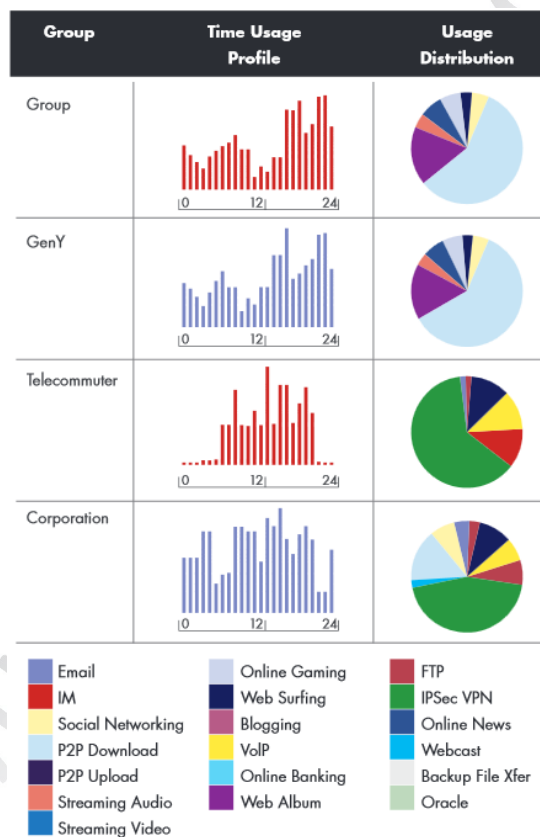 Group
Time Usage
Profile
Usage
Distribution
Group
0 12 24
GenY
0 12 24
Telecommuter
0 12 24
Corporation
0 12 24
Email
IM
Social Networking
P2P Download
P2P Upload
Streaming Audio
Streaming Video
Online Gaming
Web Surfing
Blogging
VoIP
Online Banking
Web Album
FTP
IPSec VPN
Online News
Webcast
Backup File Xfer
Oracle